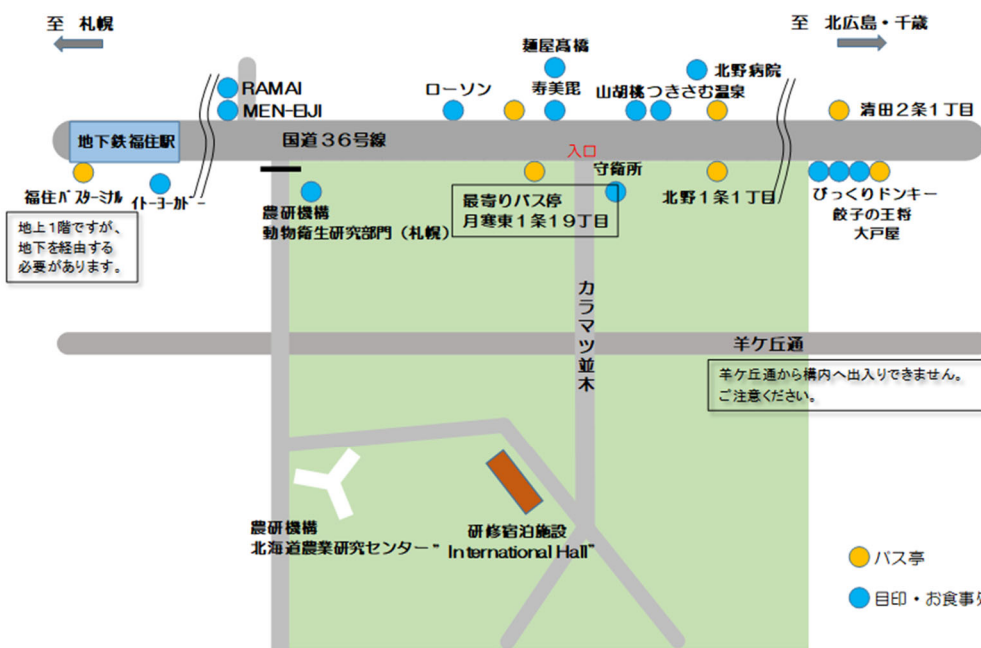 至 札幌
至 北広島・千歳
麺屋高橋
北野病院
RAMAI
ローソン
寿美毘
山胡桃
つきさむ温泉
MEN-EIJI
清田2条1丁目
地下鉄福住駅
国道36号線
入口
守衛所
福住バスターミナル
イトーヨーカドー
農研機構
動物衛生研究部門(札幌)
最寄りバス停
月寒東1条19丁目
北野1条1丁目
びっくりドンキー
餃子の王将
大戸屋
地上1階ですが、
地下を経由する
必要があります。
カラマツ並木
羊ケ丘通
羊ケ丘通から構内へ出入りできません。
ご注意ください。
農研機構
北海道農業研究センター
研修宿泊施設
”International Hall”
バス亭
目印・お食事処